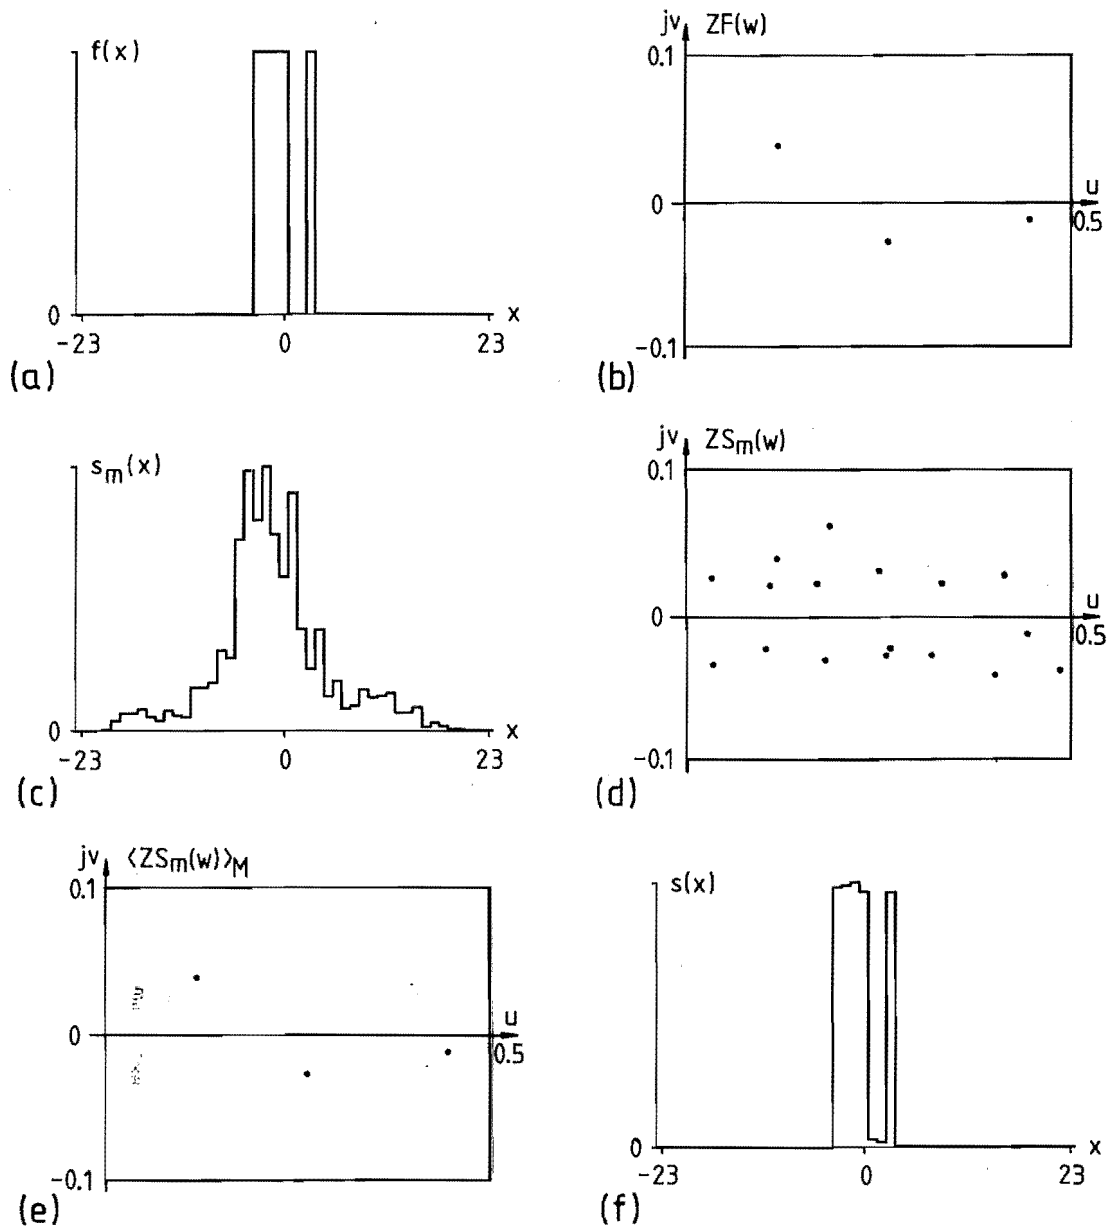 f(x)
0
-23
0
23
x
(a)
jv
ZF(w)
0.1
0
-0.1
u
0.5
(b)
s_m(x)
0
-23
0
23
x
(c)
jv
ZS_m(w)
0.1
0
-0.1
u
0.5
(d)
jv
⟨ZS_m(w)⟩_M
0.1
0
-0.1
u
0.5
(e)
s(x)
0
-23
0
23
x
(f)